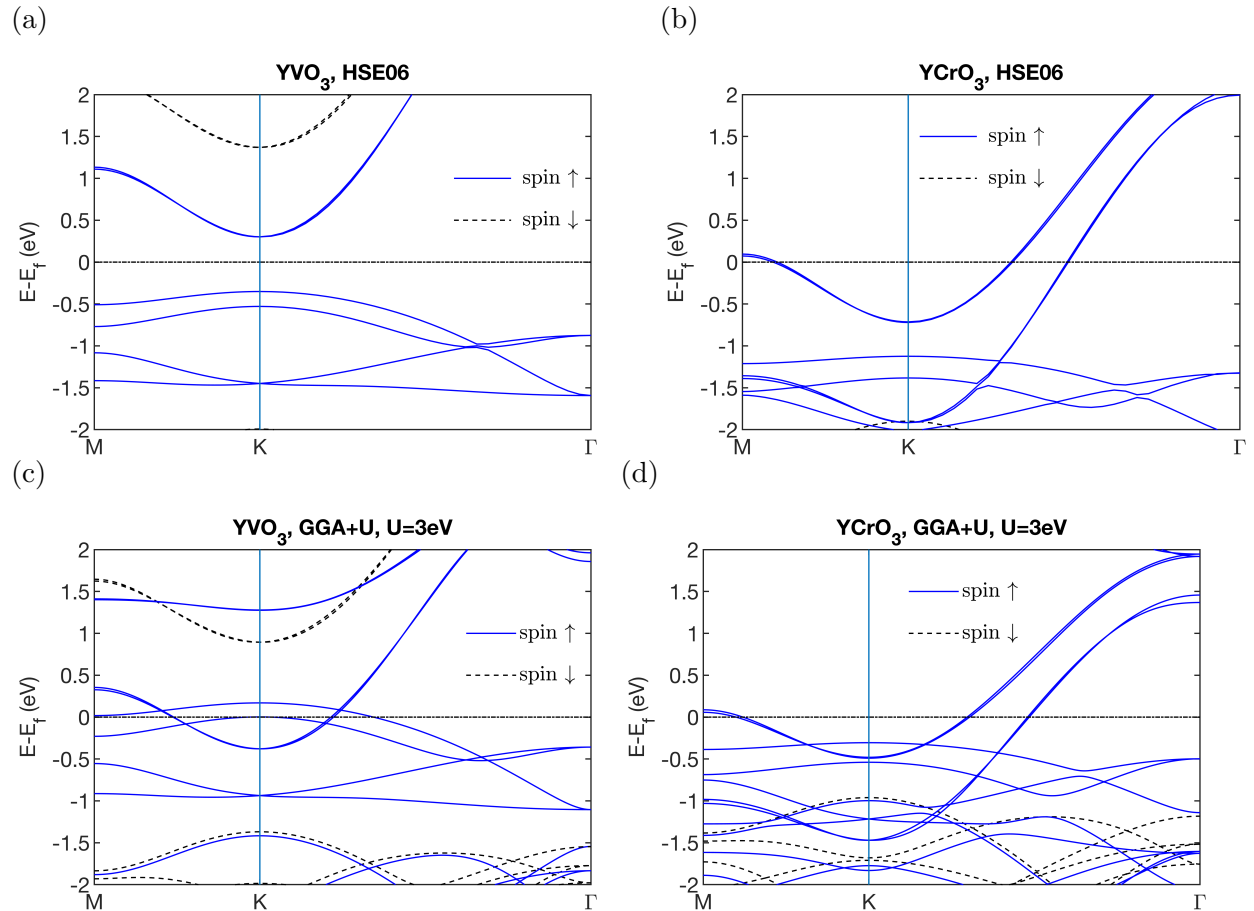 (a)
YVO3, HSE06
2
1.5
1
0.5
0
-0.5
-1
-1.5
-2
E-Ef (eV)
spin ↑
spin ↓
M
K
Γ
(b)
YCrO3, HSE06
2
1.5
1
0.5
0
-0.5
-1
-1.5
-2
E-Ef (eV)
spin ↑
spin ↓
M
K
Γ
(c)
YVO3, GGA+U, U=3eV
2
1.5
1
0.5
0
-0.5
-1
-1.5
-2
E-Ef (eV)
spin ↑
spin ↓
M
K
Γ
(d)
YCrO3, GGA+U, U=3eV
2
1.5
1
0.5
0
-0.5
-1
-1.5
-2
E-Ef (eV)
spin ↑
spin ↓
M
K
Γ